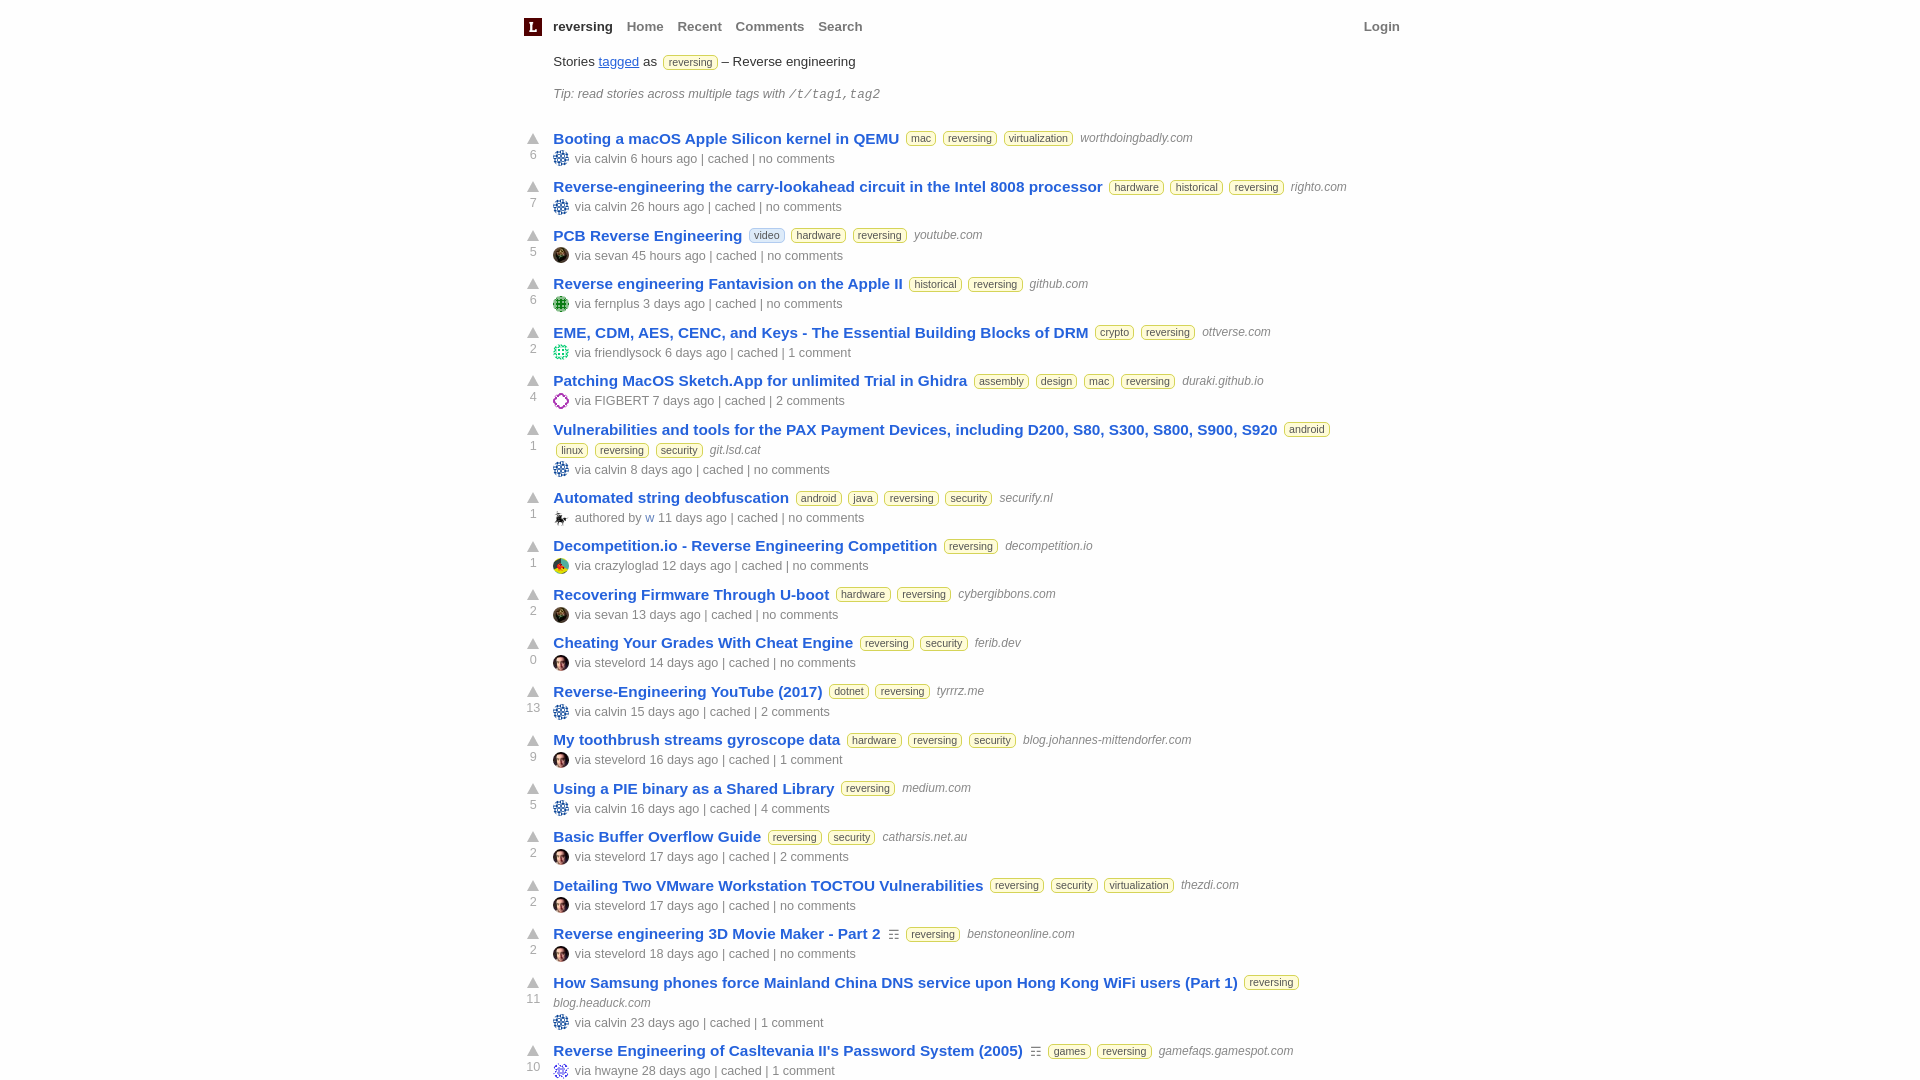 L reversing Home Recent Comments Search Login
Stories tagged as reversing – Reverse engineering
Tip: read stories across multiple tags with /t/tag1,tag2
Booting a macOS Apple Silicon kernel in QEMU mac reversing virtualization worthdoingbadly.com
6 via calvin 6 hours ago | cached | no comments
Reverse-engineering the carry-lookahead circuit in the Intel 8008 processor hardware historical reversing righto.com
7 via calvin 26 hours ago | cached | no comments
PCB Reverse Engineering video hardware reversing youtube.com
5 via sevan 45 hours ago | cached | no comments
Reverse engineering Fantavision on the Apple II historical reversing github.com
6 via fernplus 3 days ago | cached | no comments
EME, CDM, AES, CENC, and Keys - The Essential Building Blocks of DRM crypto reversing ottverse.com
2 via friendlysock 6 days ago | cached | 1 comment
Patching MacOS Sketch.App for unlimited Trial in Ghidra assembly design mac reversing duraki.github.io
4 via FIGBERT 7 days ago | cached | 2 comments
Vulnerabilities and tools for the PAX Payment Devices, including D200, S80, S300, S800, S900, S920 android
1 linux reversing security git.lsd.cat
via calvin 8 days ago | cached | no comments
Automated string deobfuscation android java reversing security securify.nl
1 authored by w 11 days ago | cached | no comments
Decompetition.io - Reverse Engineering Competition reversing decompetition.io
1 via crazyloglad 12 days ago | cached | no comments
Recovering Firmware Through U-boot hardware reversing cybergibbons.com
2 via sevan 13 days ago | cached | no comments
Cheating Your Grades With Cheat Engine reversing security ferib.dev
0 via stevelord 14 days ago | cached | no comments
Reverse-Engineering YouTube (2017) dotnet reversing tyrrrz.me
13 via calvin 15 days ago | cached | 2 comments
My toothbrush streams gyroscope data hardware reversing security blog.johannes-mittendorfer.com
9 via stevelord 16 days ago | cached | 1 comment
Using a PIE binary as a Shared Library reversing medium.com
5 via calvin 16 days ago | cached | 4 comments
Basic Buffer Overflow Guide reversing security catharsis.net.au
2 via stevelord 17 days ago | cached | 2 comments
Detailing Two VMware Workstation TOCTOU Vulnerabilities reversing security virtualization thezdi.com
2 via stevelord 17 days ago | cached | no comments
Reverse engineering 3D Movie Maker - Part 2 ☶ reversing benstoneonline.com
2 via stevelord 18 days ago | cached | no comments
How Samsung phones force Mainland China DNS service upon Hong Kong WiFi users (Part 1) reversing
11 blog.headuck.com
via calvin 23 days ago | cached | 1 comment
Reverse Engineering of Casltevania II's Password System (2005) ☶ games reversing gamefaqs.gamespot.com
10 via hwayne 28 days ago | cached | 1 comment